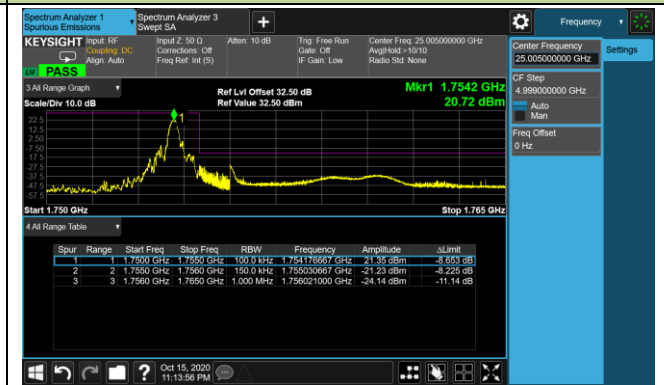 Spectrum Analyzer 1
Spurious Emissions
Spectrum Analyzer 3
Swept SA
+
Frequency
KEYSIGHT
Input: RF
Coupling: DC
Align: Auto
Input Z: 50 Ω
Corrections: Off
Freq Ref: Int (S)
Atten: 10 dB
Trig: Free Run
Gate: Off
IF Gain: Low
Center Freq: 25.005000000 GHz
Avg|Hold:>10/10
Radio Std: None
PASS
Center Frequency
25.005000000 GHz
Settings
CF Step
4.999000000 GHz
Auto
Man
Freq Offset
0 Hz
3 All Range Graph
Scale/Div 10.0 dB
Ref Lvl Offset 32.50 dB
Ref Value 32.50 dBm
Mkr1 1.7542 GHz
20.72 dBm
1
22.5
12.5
2.50
-7.50
-17.5
-27.5
-37.5
-47.5
-57.5
Start 1.750 GHz
Stop 1.765 GHz
4 All Range Table
Spur Range Start Freq Stop Freq RBW Frequency Amplitude ΔLimit
1 1 1.7500 GHz 1.7550 GHz 100.0 kHz 1.754176667 GHz 21.35 dBm -8.653 dB
2 2 1.7550 GHz 1.7560 GHz 150.0 kHz 1.755030667 GHz -21.23 dBm -8.225 dB
3 3 1.7560 GHz 1.7650 GHz 1.000 MHz 1.756021000 GHz -24.14 dBm -11.14 dB
?
Oct 15, 2020
11:13:56 PM